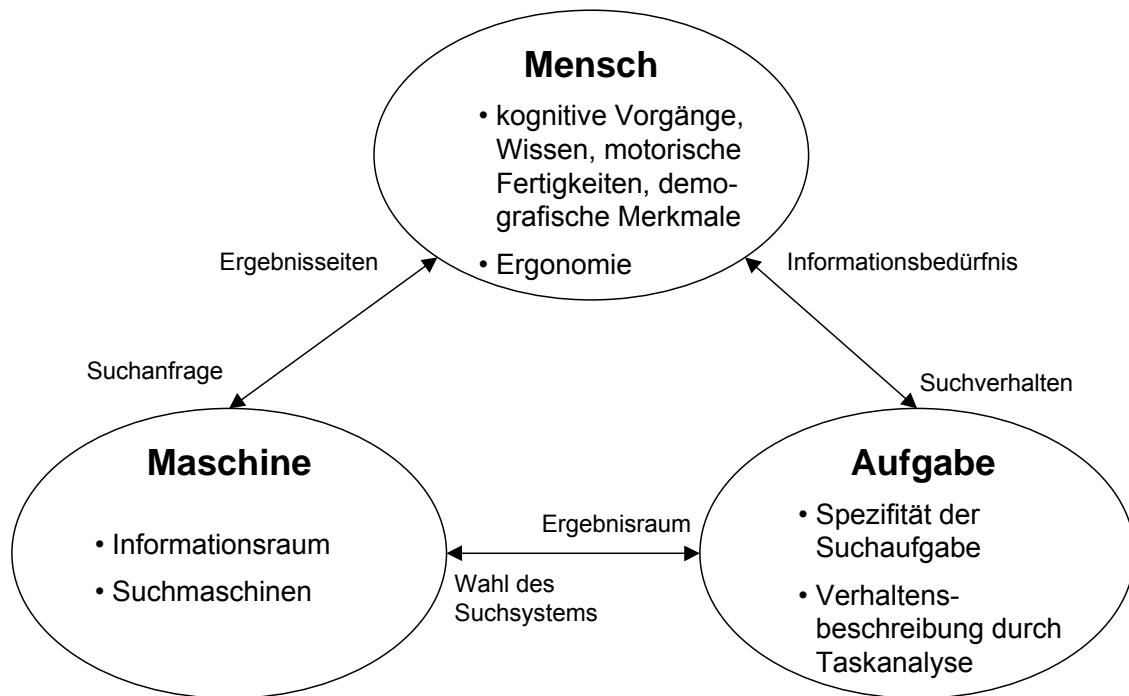 Mensch
• kognitive Vorgänge,
Wissen, motorische
Fertigkeiten, demo-
grafische Merkmale
• Ergonomie
Ergebnisseiten
Informationsbedürfnis
Suchanfrage
Suchverhalten
Maschine
• Informationsraum
• Suchmaschinen
Ergebnisraum
Wahl des
Suchsystems
Aufgabe
• Spezifität der
Suchaufgabe
• Verhaltens-
beschreibung durch
Taskanalyse